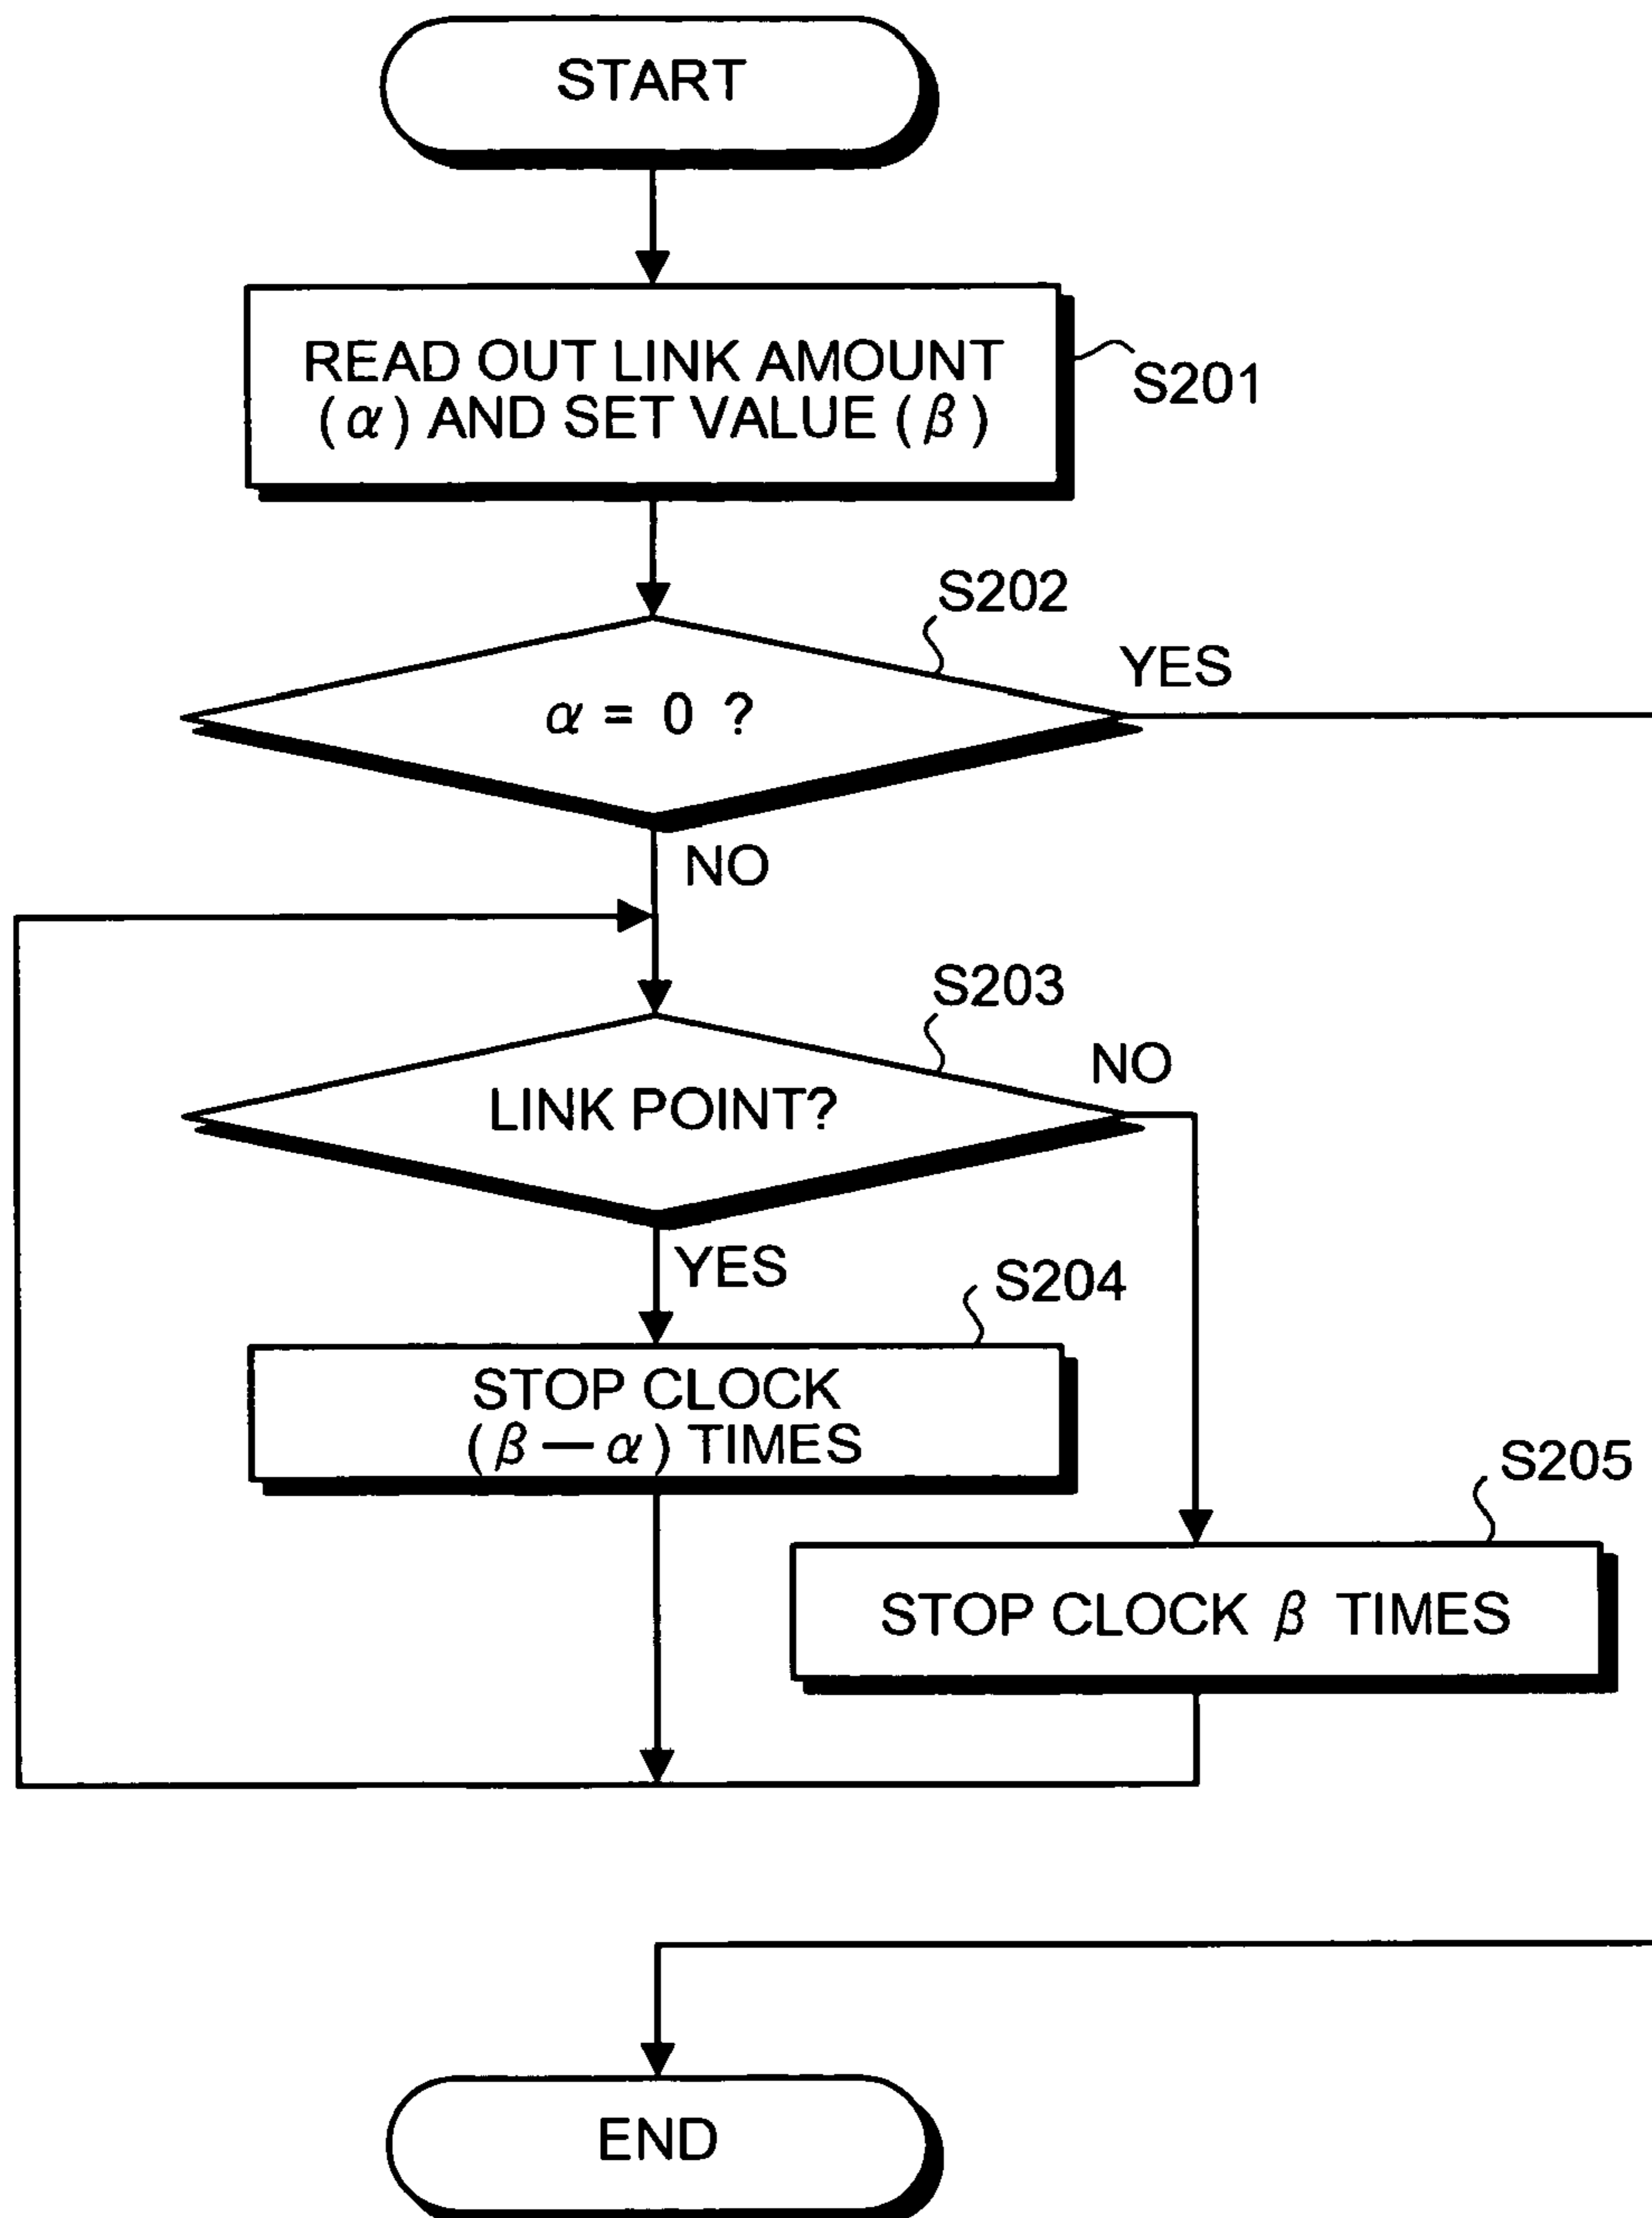 START
READ OUT LINK AMOUNT
(α) AND SET VALUE (β)
S201
S202
α = 0 ?
YES
NO
S203
LINK POINT?
NO
YES
S204
STOP CLOCK
(β — α) TIMES
S205
STOP CLOCK β TIMES
END